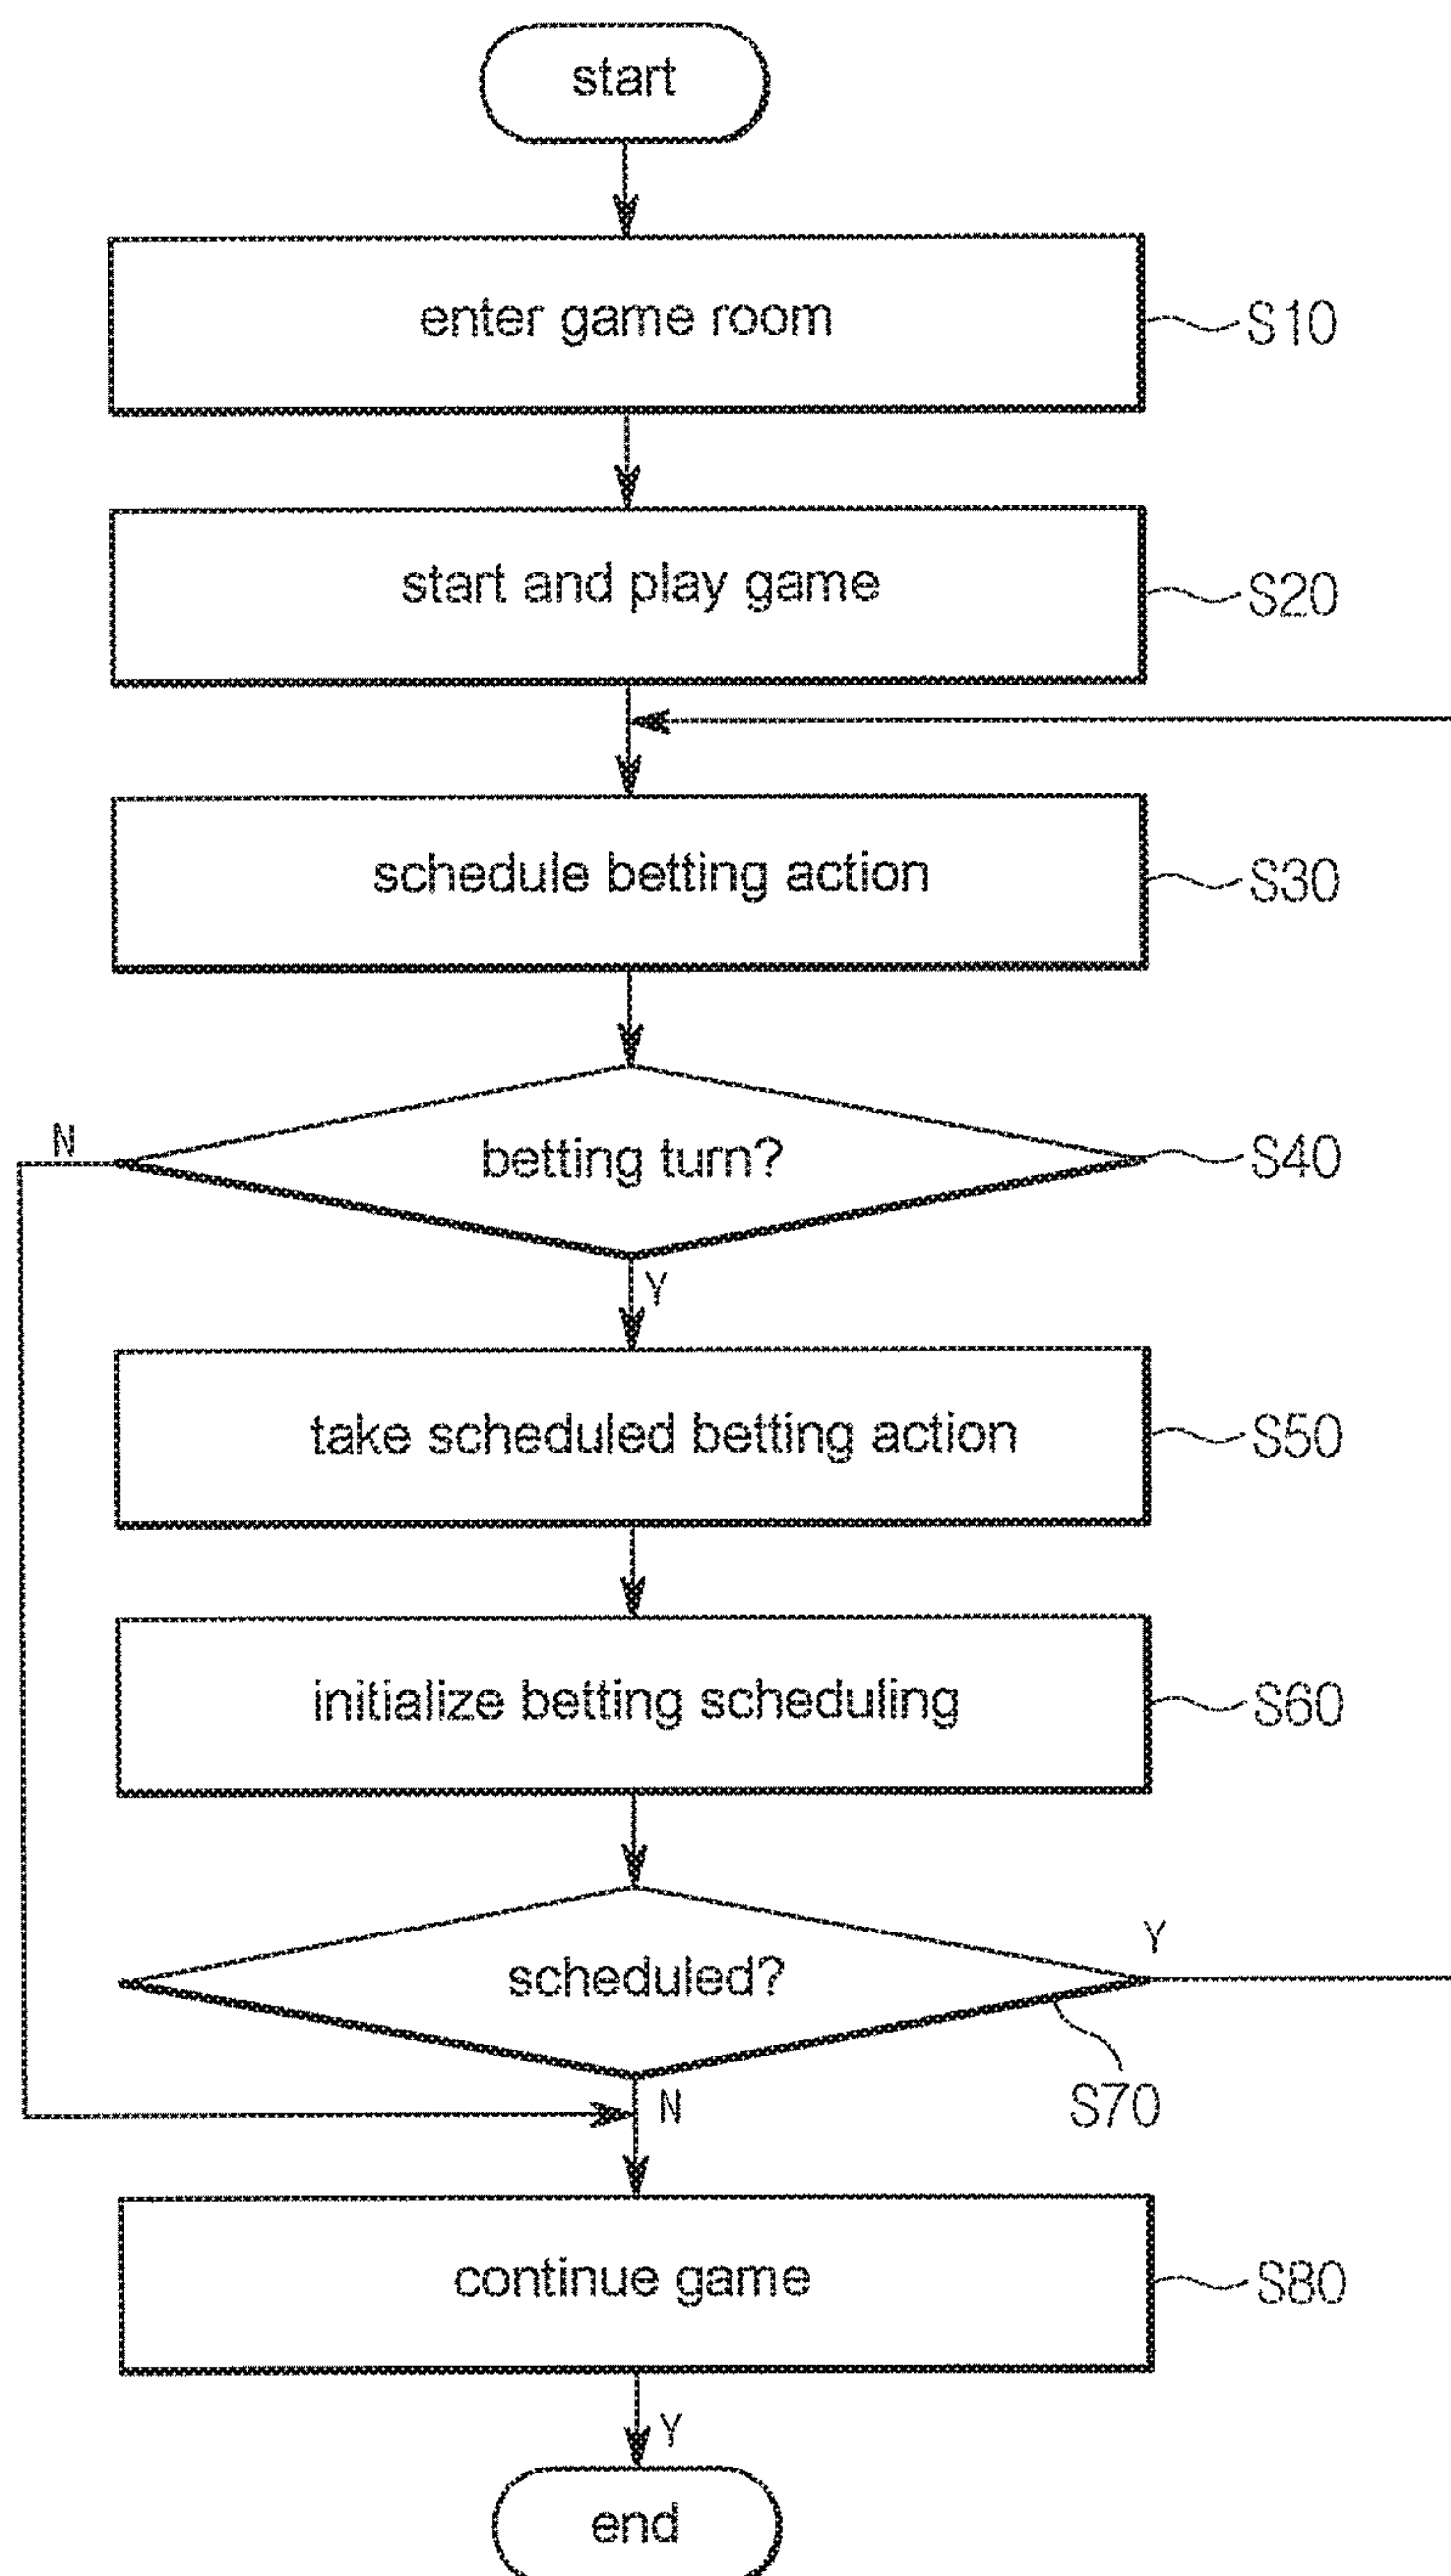 start
enter game room
S10
start and play game
S20
schedule betting action
S30
N
betting turn?
S40
Y
take scheduled betting action
S50
initialize betting scheduling
S60
Y
scheduled?
S70
N
continue game
S80
Y
end